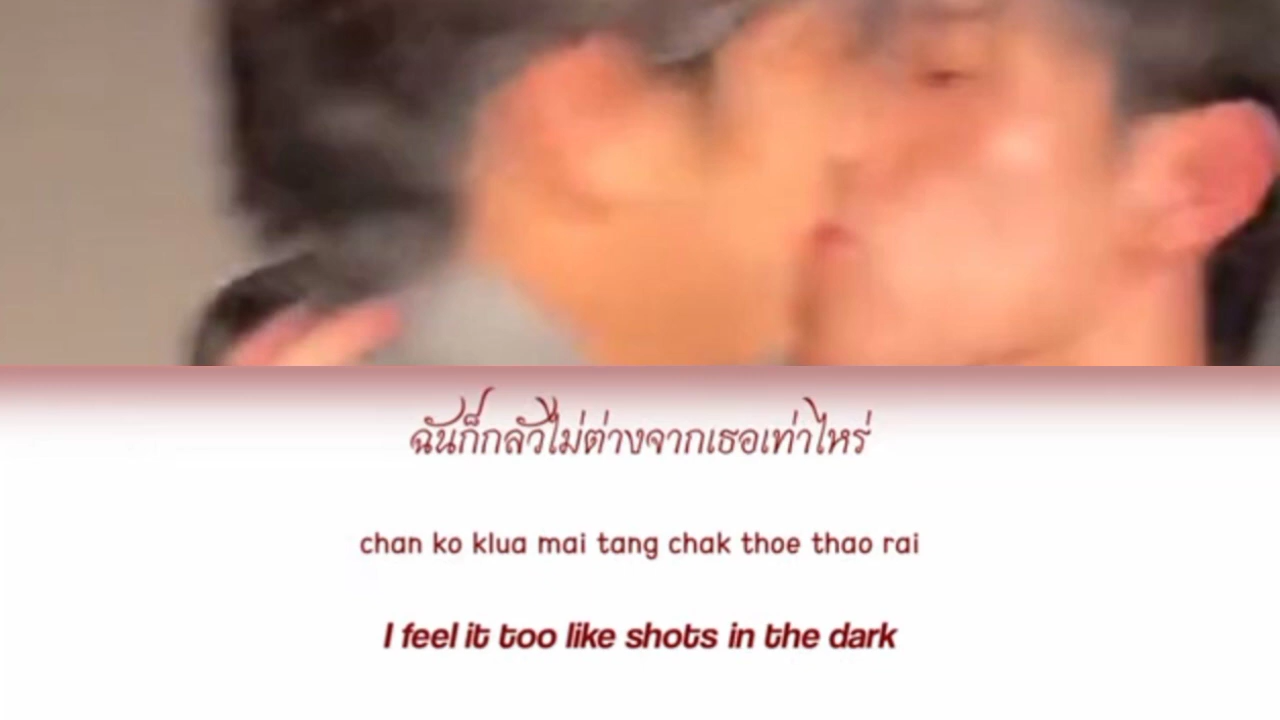 ฉันก็กลัวไม่ต่างจากเธอเท่าไหร่
chan ko klua mai tang chak thoe thao rai
I feel it too like shots in the dark